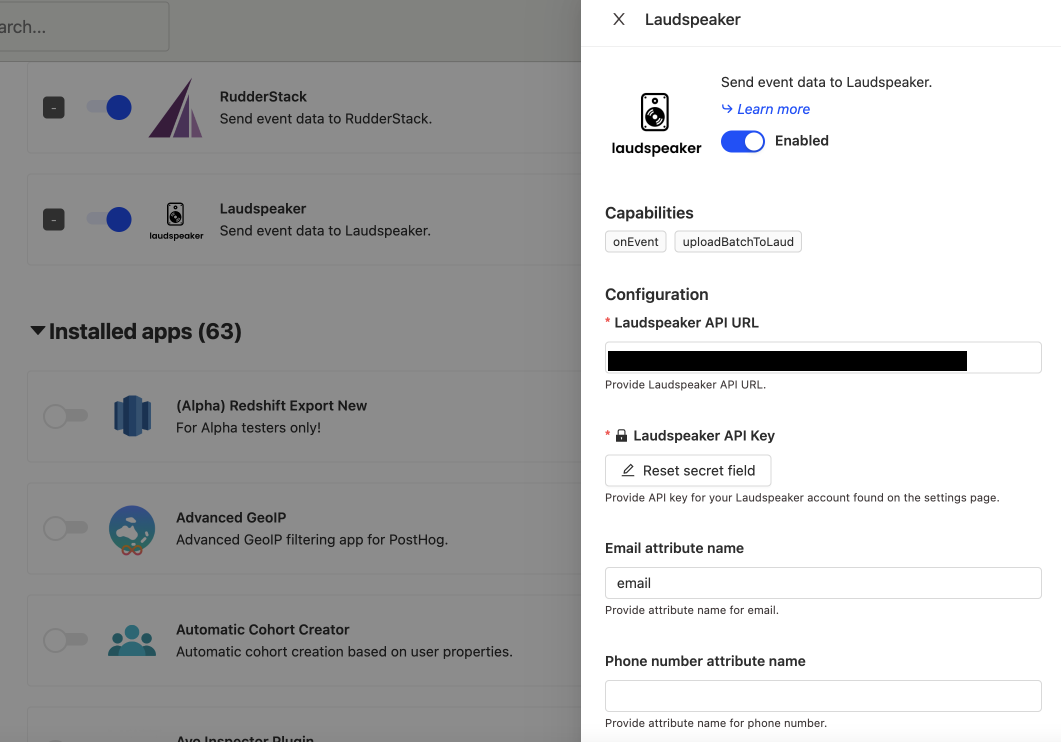 arch...
RudderStack
Send event data to RudderStack.
laudspeaker
Laudspeaker
Send event data to Laudspeaker.
Installed apps (63)
(Alpha) Redshift Export New
For Alpha testers only!
Advanced GeoIP
Advanced GeoIP filtering app for PostHog.
Automatic Cohort Creator
Automatic cohort creation based on user properties.
Avo Inspector Plugin
Laudspeaker
laudspeaker
Send event data to Laudspeaker.
Learn more
Enabled
Capabilities
onEvent uploadBatchToLaud
Configuration
* Laudspeaker API URL
Provide Laudspeaker API URL.
* Laudspeaker API Key
Reset secret field
Provide API key for your Laudspeaker account found on the settings page.
Email attribute name
email
Provide attribute name for email.
Phone number attribute name
Provide attribute name for phone number.